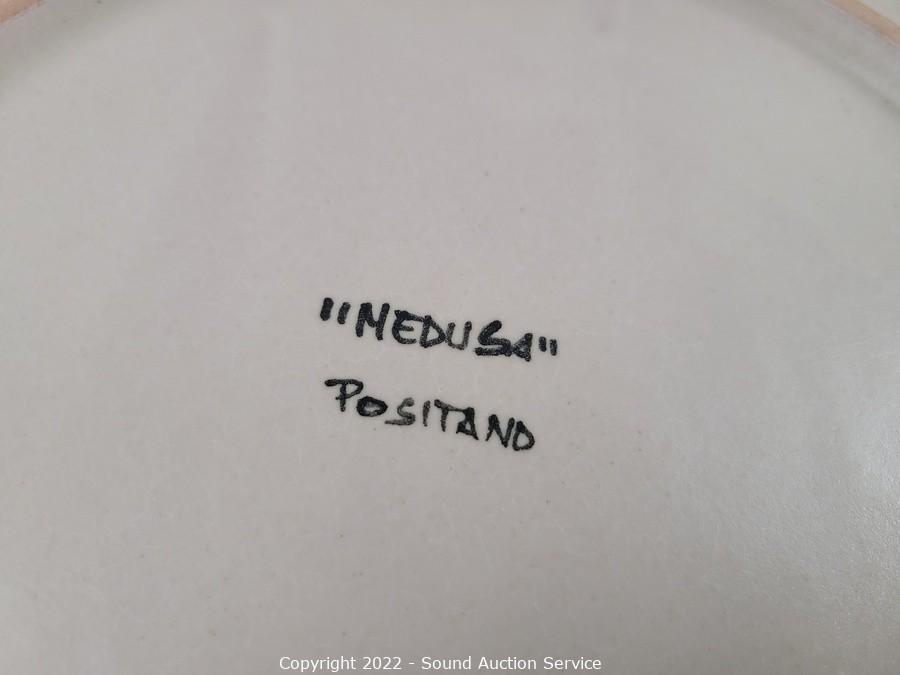 "MEDUSa"
POSITANO
Copyright 2022 - Sound Auction Service